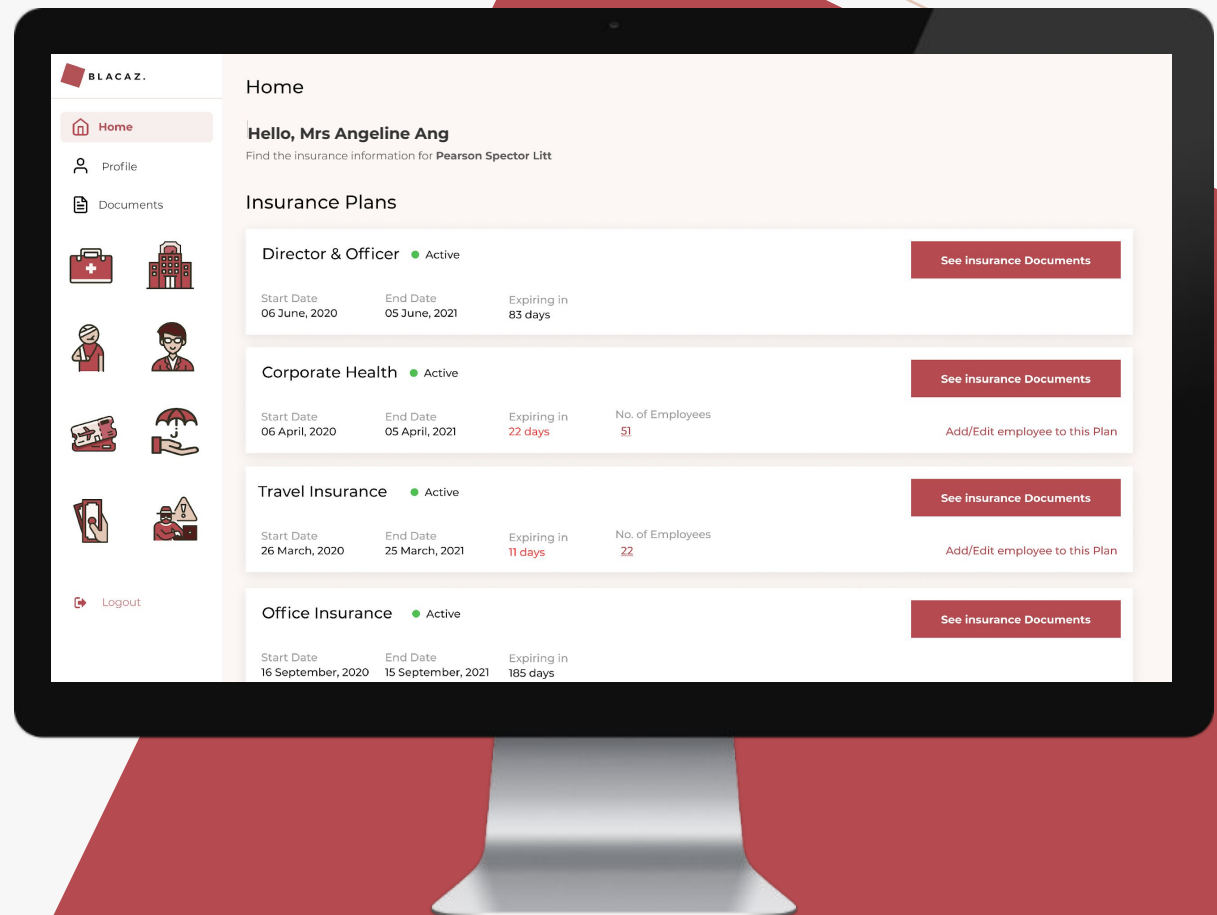 BLACAZ.
Home
Profile
Documents
Logout
Home
Hello, Mrs Angeline Ang
Find the insurance information for Pearson Spector Litt
Insurance Plans
Director & Officer Active
See insurance Documents
Start Date End Date Expiring in
06 June, 2020 05 June, 2021 83 days
Corporate Health Active
See insurance Documents
Start Date End Date Expiring in No. of Employees
06 April, 2020 05 April, 2021 22 days 51
Add/Edit employee to this Plan
Travel Insurance Active
See insurance Documents
Start Date End Date Expiring in No. of Employees
26 March, 2020 25 March, 2021 11 days 22
Add/Edit employee to this Plan
Office Insurance Active
See insurance Documents
Start Date End Date Expiring in
16 September, 2020 15 September, 2021 185 days